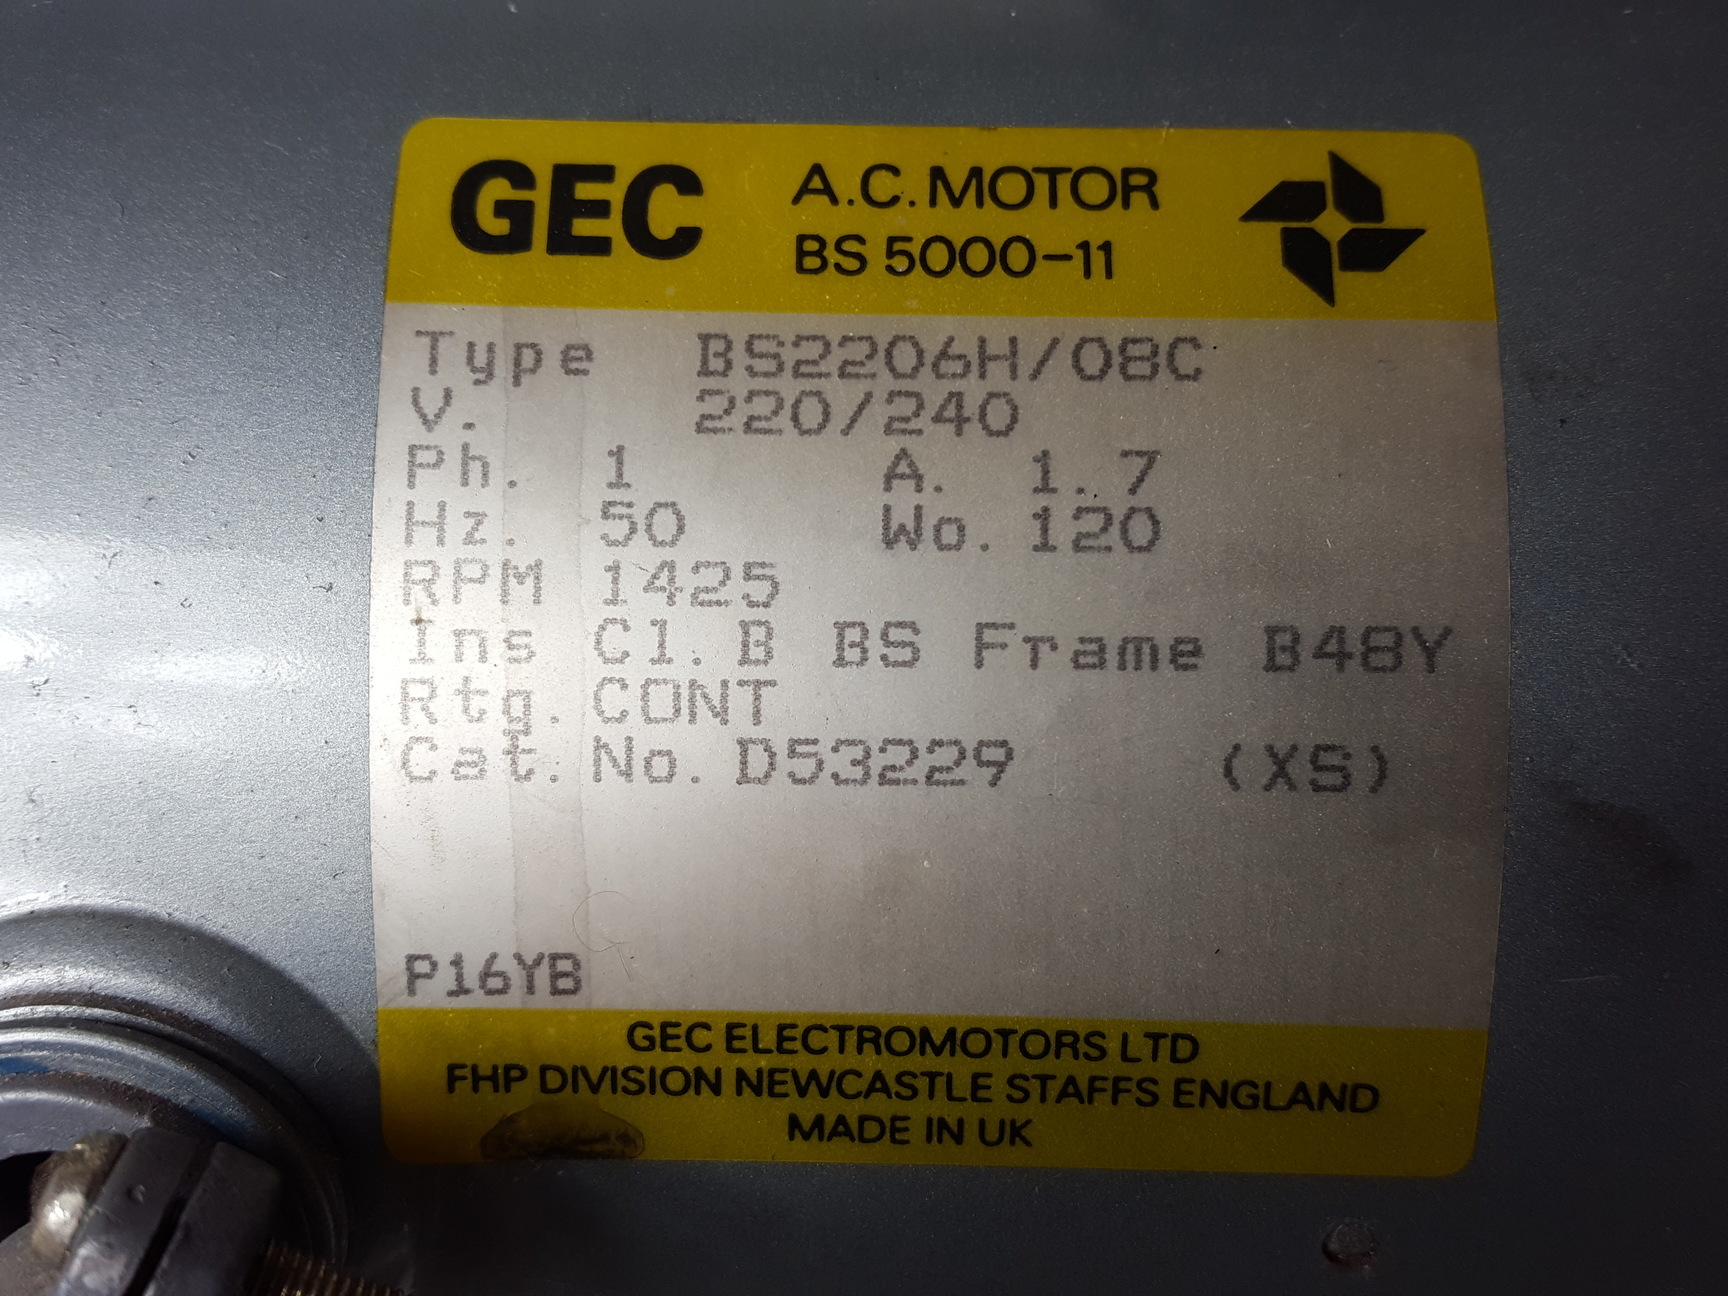 GEC
A.C. MOTOR
BS 5000-11
Type BS2206H/08C
V. 220/240
Ph. 1 A. 1.7
Hz. 50 Wo. 120
RPM 1425
Ins Cl. B BS Frame B48Y
Rtg. CONT
Cat. No. D53229 (XS)
P16YB
GEC ELECTROMOTORS LTD
FHP DIVISION NEWCASTLE STAFFS ENGLAND
MADE IN UK